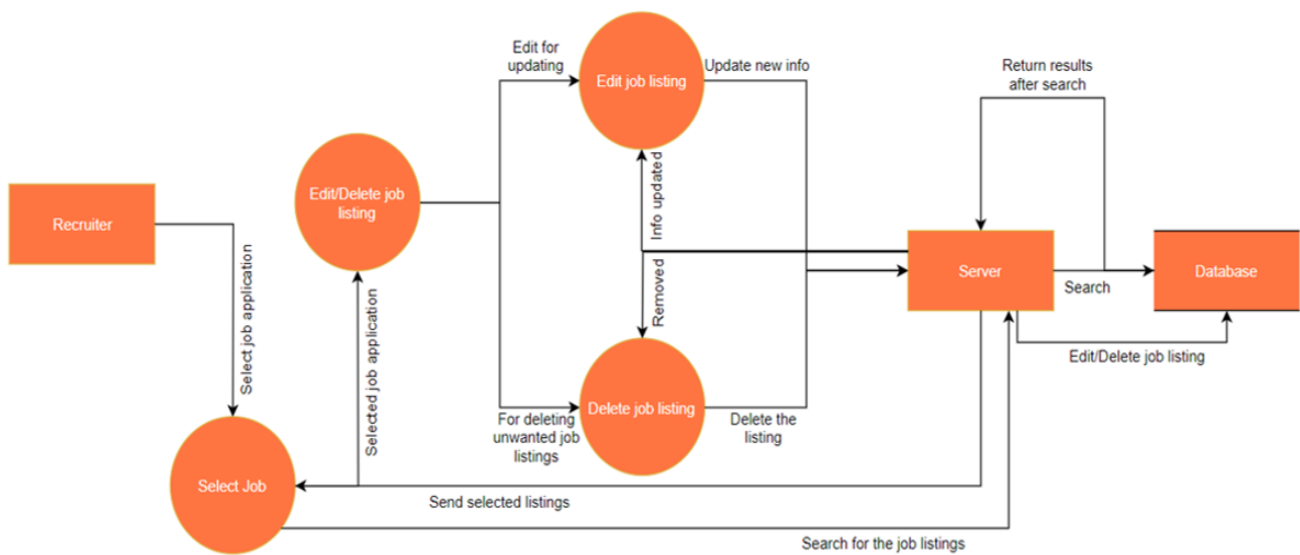 Edit for
updating
Edit job listing
Update new info
Return results
after search
Edit/Delete job
listing
Recruiter
Info updated
Server
Database
Search
Removed
Select job application
Selected job application
Edit/Delete job listing
For deleting
unwanted job
listings
Delete job listing
Delete the
listing
Select Job
Send selected listings
Search for the job listings